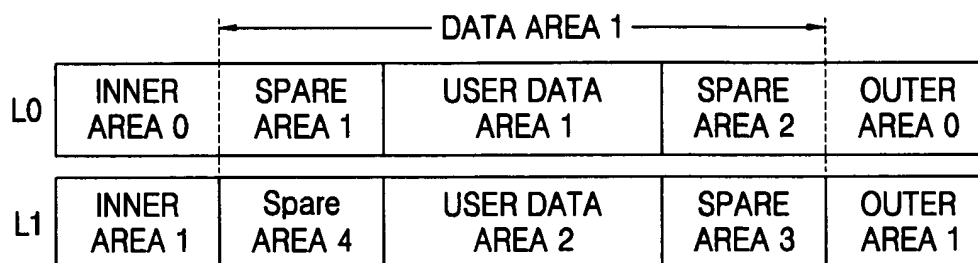 DATA AREA 1
L0
INNER AREA 0
SPARE AREA 1
USER DATA AREA 1
SPARE AREA 2
OUTER AREA 0
L1
INNER AREA 1
Spare AREA 4
USER DATA AREA 2
SPARE AREA 3
OUTER AREA 1